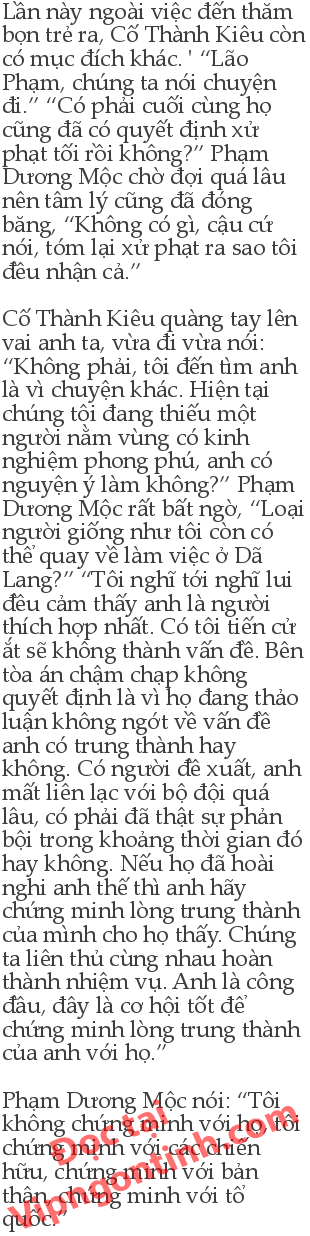 Lần này ngoài việc đến thăm
bọn trẻ ra, Cố Thành Kiêu còn
có mục đích khác. ' “Lão
Phạm, chúng ta nói chuyện
đi.” “Có phải cuối cùng họ
cũng đã có quyết định xử
phạt tối rồi không?” Phạm
Dương Mộc chờ đợi quá lâu
nên tâm lý cũng đã đóng
băng, “Không có gì, cậu cứ
nói, tóm lại xử phạt ra sao tôi
đều nhận cả.”

Cố Thành Kiêu quàng tay lên
vai anh ta, vừa đi vừa nói:
“Không phải, tôi đến tìm anh
là vì chuyện khác. Hiện tại
chúng tôi đang thiếu một
người nằm vùng có kinh
nghiệm phong phú, anh có
nguyện ý làm không?” Phạm
Dương Mộc rất bất ngờ, “Loại
người giống như tôi còn có
thể quay về làm việc ở Dã
Lang?” “Tôi nghĩ tới nghĩ lui
đều cảm thấy anh là người
thích hợp nhất. Có tôi tiến cử
ắt sẽ không thành vấn đề. Bên
tòa án chậm chạp không
quyết định là vì họ đang thảo
luận không ngớt về vấn đề
anh có trung thành hay
không. Có người đề xuất, anh
mất liên lạc với bộ đội quá
lâu, có phải đã thật sự phản
bội trong khoảng thời gian đó
hay không. Nếu họ đã hoài
nghi anh thế thì anh hãy
chứng minh lòng trung thành
của mình cho họ thấy. Chúng
ta liên thủ cùng nhau hoàn
thành nhiệm vụ. Anh là công
đầu, đây là cơ hội tốt để
chứng minh lòng trung thành
của anh với họ.”

Phạm Dương Mộc nói: “Tôi
không chứng minh với họ, tôi
chứng minh với các chiến
hữu, chứng minh với bản
thân, chứng minh với tổ
quốc.”
Đọc tại
Vipngontinh.com